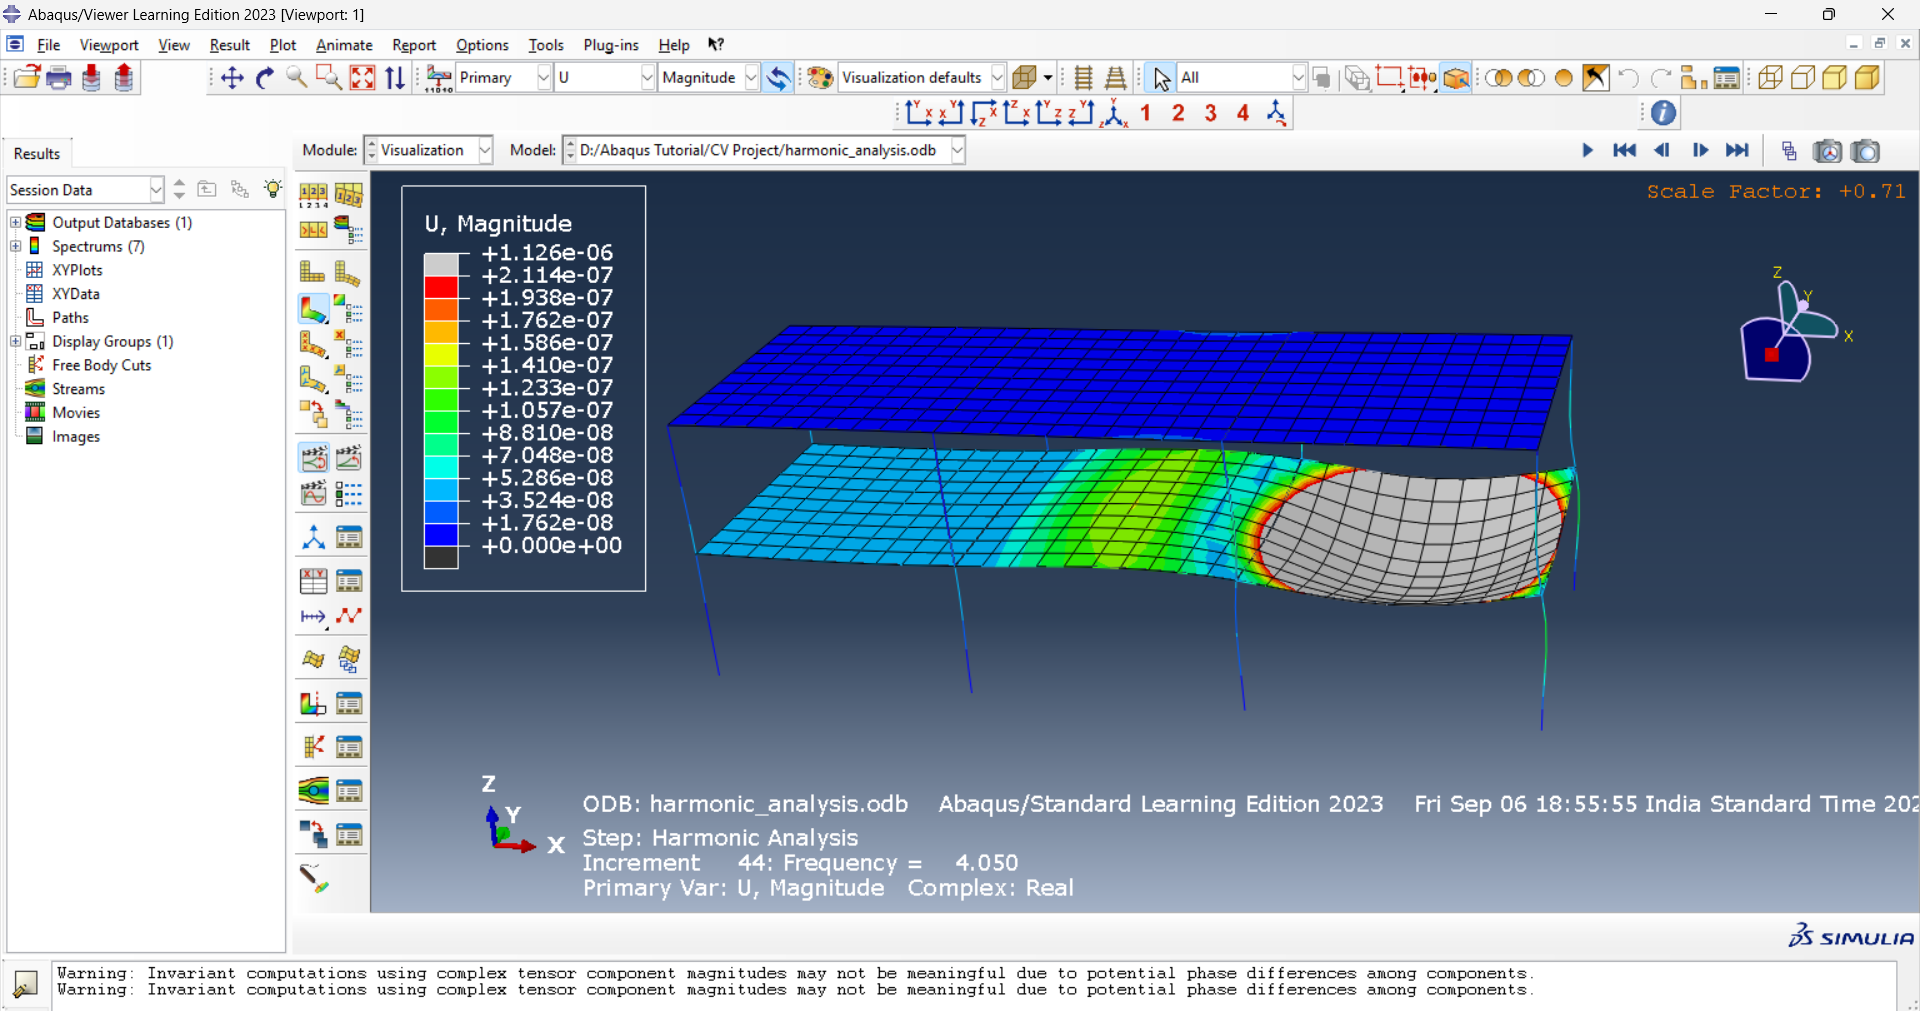 Abaqus/Viewer Learning Edition 2023 [Viewport: 1]
File Viewport View Result Plot Animate Report Options Tools Plug-ins Help
Primary U Magnitude Visualization defaults All
1 2 3 4
Results
Module: Visualization Model: D:/Abaqus Tutorial/CV Project/harmonic_analysis.odb
Session Data
Output Databases (1)
Spectrums (7)
XYPlots
XYData
Paths
Display Groups (1)
Free Body Cuts
Streams
Movies
Images
Scale Factor: +0.71
U, Magnitude
+1.126e-06
+2.114e-07
+1.938e-07
+1.762e-07
+1.586e-07
+1.410e-07
+1.233e-07
+1.057e-07
+8.810e-08
+7.048e-08
+5.286e-08
+3.524e-08
+1.762e-08
+0.000e+00
Z
Y
X
Z
Y
X
ODB: harmonic_analysis.odb Abaqus/Standard Learning Edition 2023 Fri Sep 06 18:55:55 India Standard Time 202
Step: Harmonic Analysis
Increment 44: Frequency = 4.050
Primary Var: U, Magnitude Complex: Real
SIMULIA
Warning: Invariant computations using complex tensor component magnitudes may not be meaningful due to potential phase differences among components.
Warning: Invariant computations using complex tensor component magnitudes may not be meaningful due to potential phase differences among components.